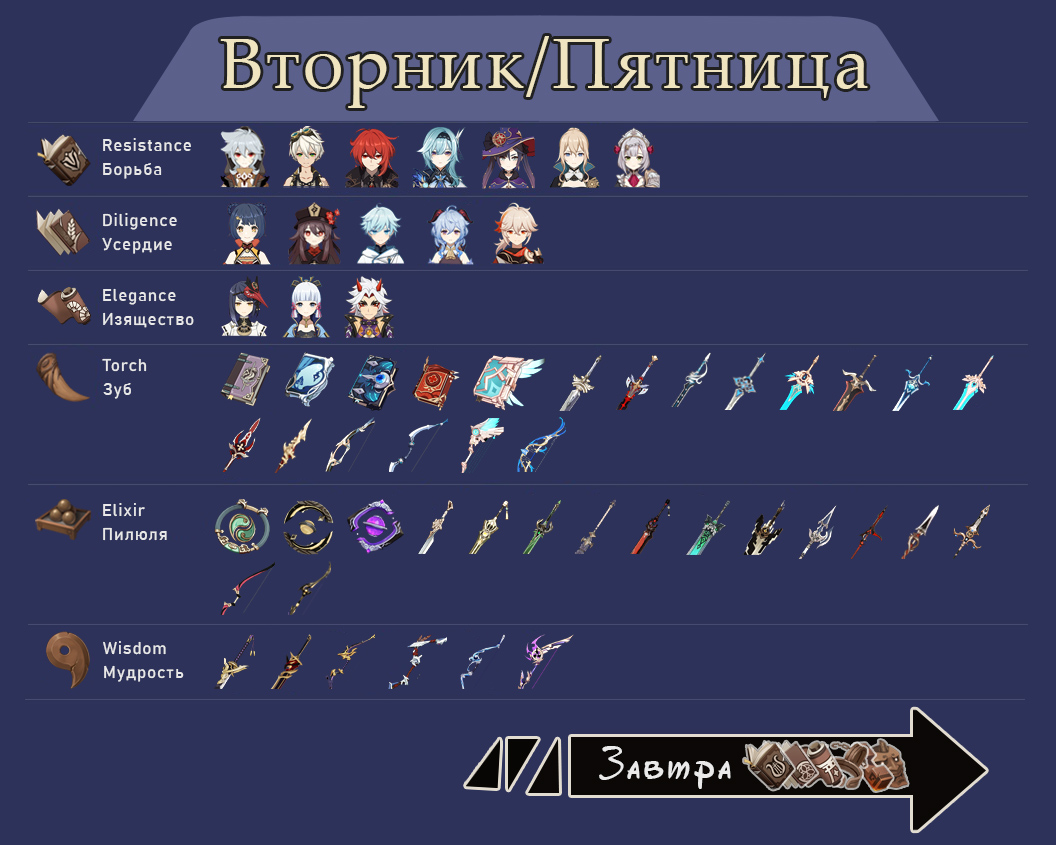 Вторник/Пятница
Resistance
Борьба
Diligence
Усердие
Elegance
Изящество
Torch
Зуб
Elixir
Пилюля
Wisdom
Мудрость
Завтра